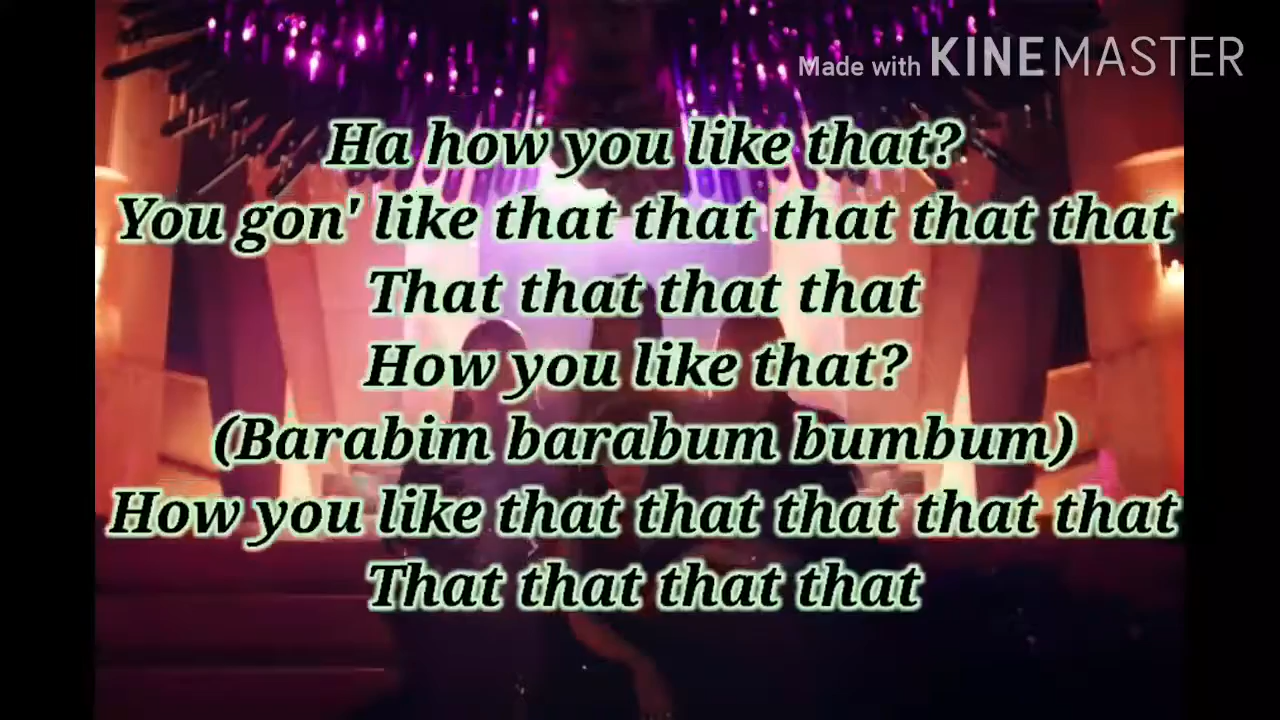 Made with KINEMASTER
Ha how you like that?
You gon' like that that that that that
That that that that
How you like that?
(Barabim barabum bumbum)
How you like that that that that that
That that that that